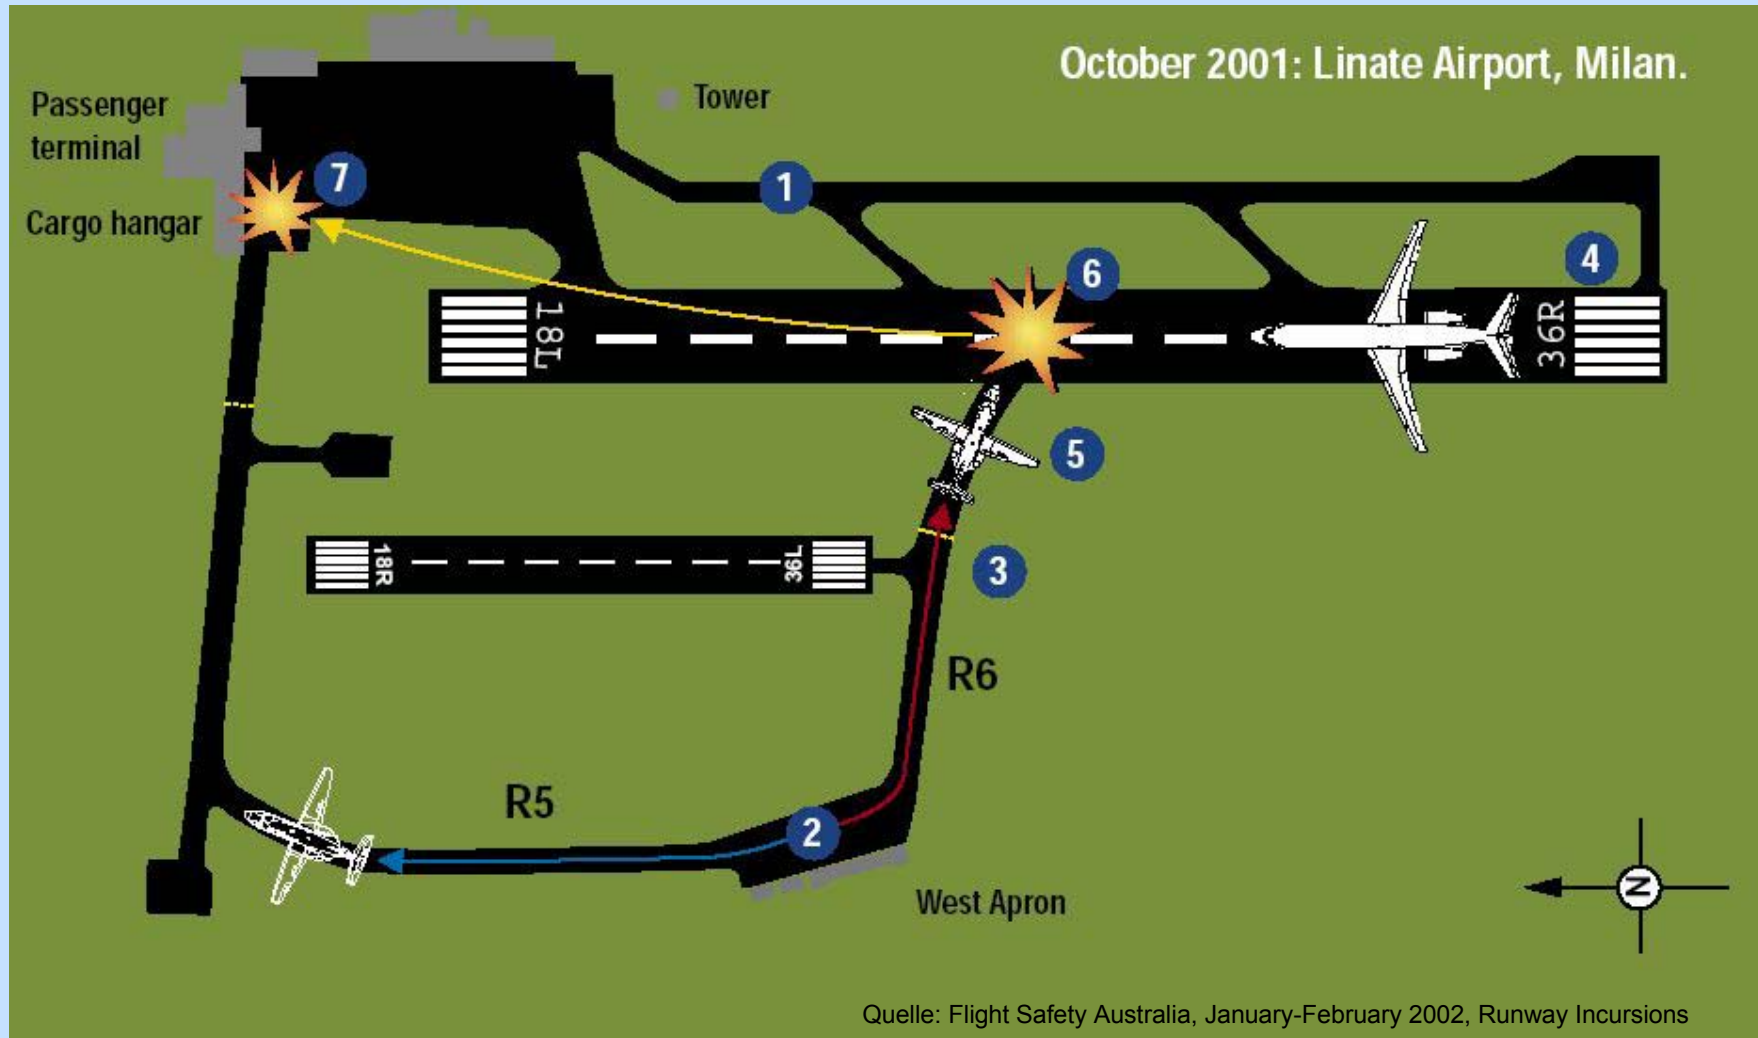 October 2001: Linate Airport, Milan.
Passenger
terminal
Tower
7
1
Cargo hangar
4
6
18L
36R
5
18R
36L
3
R6
R5
2
West Apron
N
Quelle: Flight Safety Australia, January-February 2002, Runway Incursions